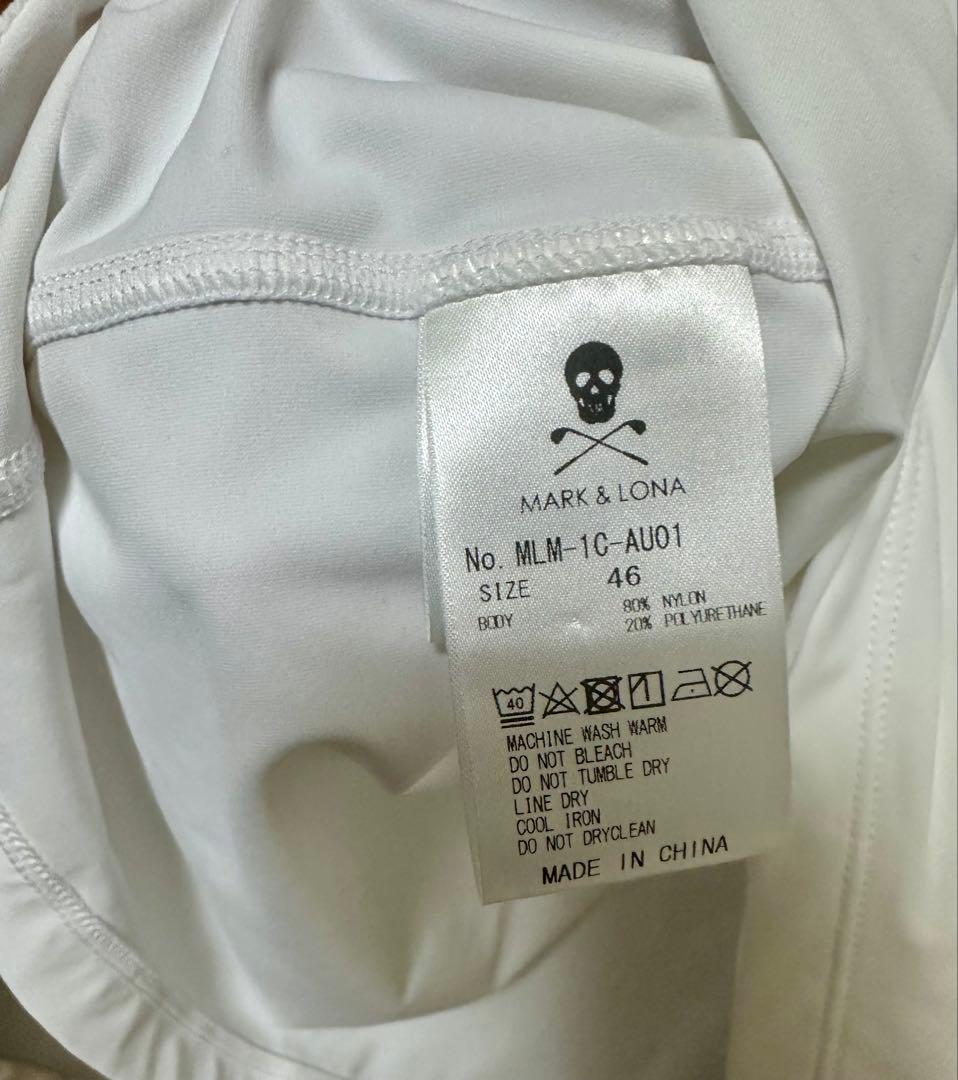 MARK & LONA
No. MLM-1C-AU01
SIZE 46
BODY 80% NYLON
20% POLYURETHANE
40
MACHINE WASH WARM
DO NOT BLEACH
DO NOT TUMBLE DRY
LINE DRY
COOL IRON
DO NOT DRYCLEAN
MADE IN CHINA